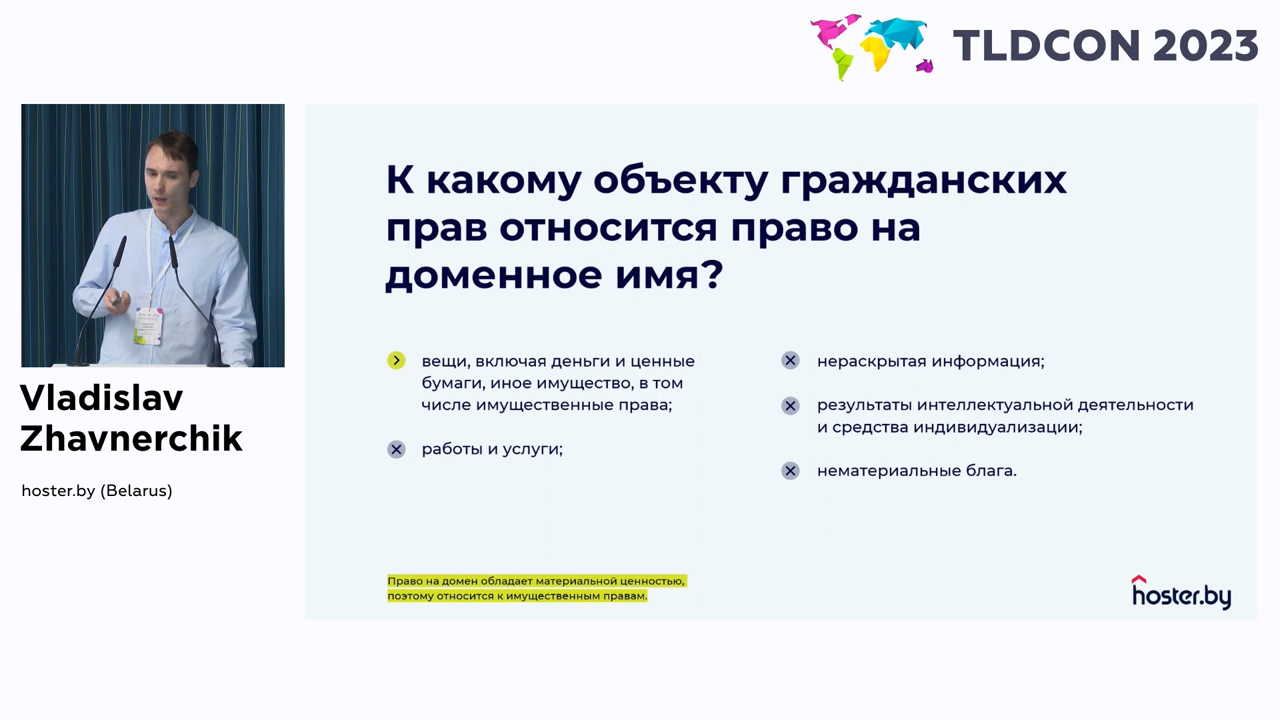 TLDCON 2023
Vladislav
Zhavnerchik
hoster.by (Belarus)
К какому объекту гражданских
прав относится право на
доменное имя?
вещи, включая деньги и ценные
бумаги, иное имущество, в том
числе имущественные права;
работы и услуги;
нераскрытая информация;
результаты интеллектуальной деятельности
и средства индивидуализации;
нематериальные блага.
Право на домен обладает материальной ценностью,
поэтому относится к имущественным правам.
hoster.by